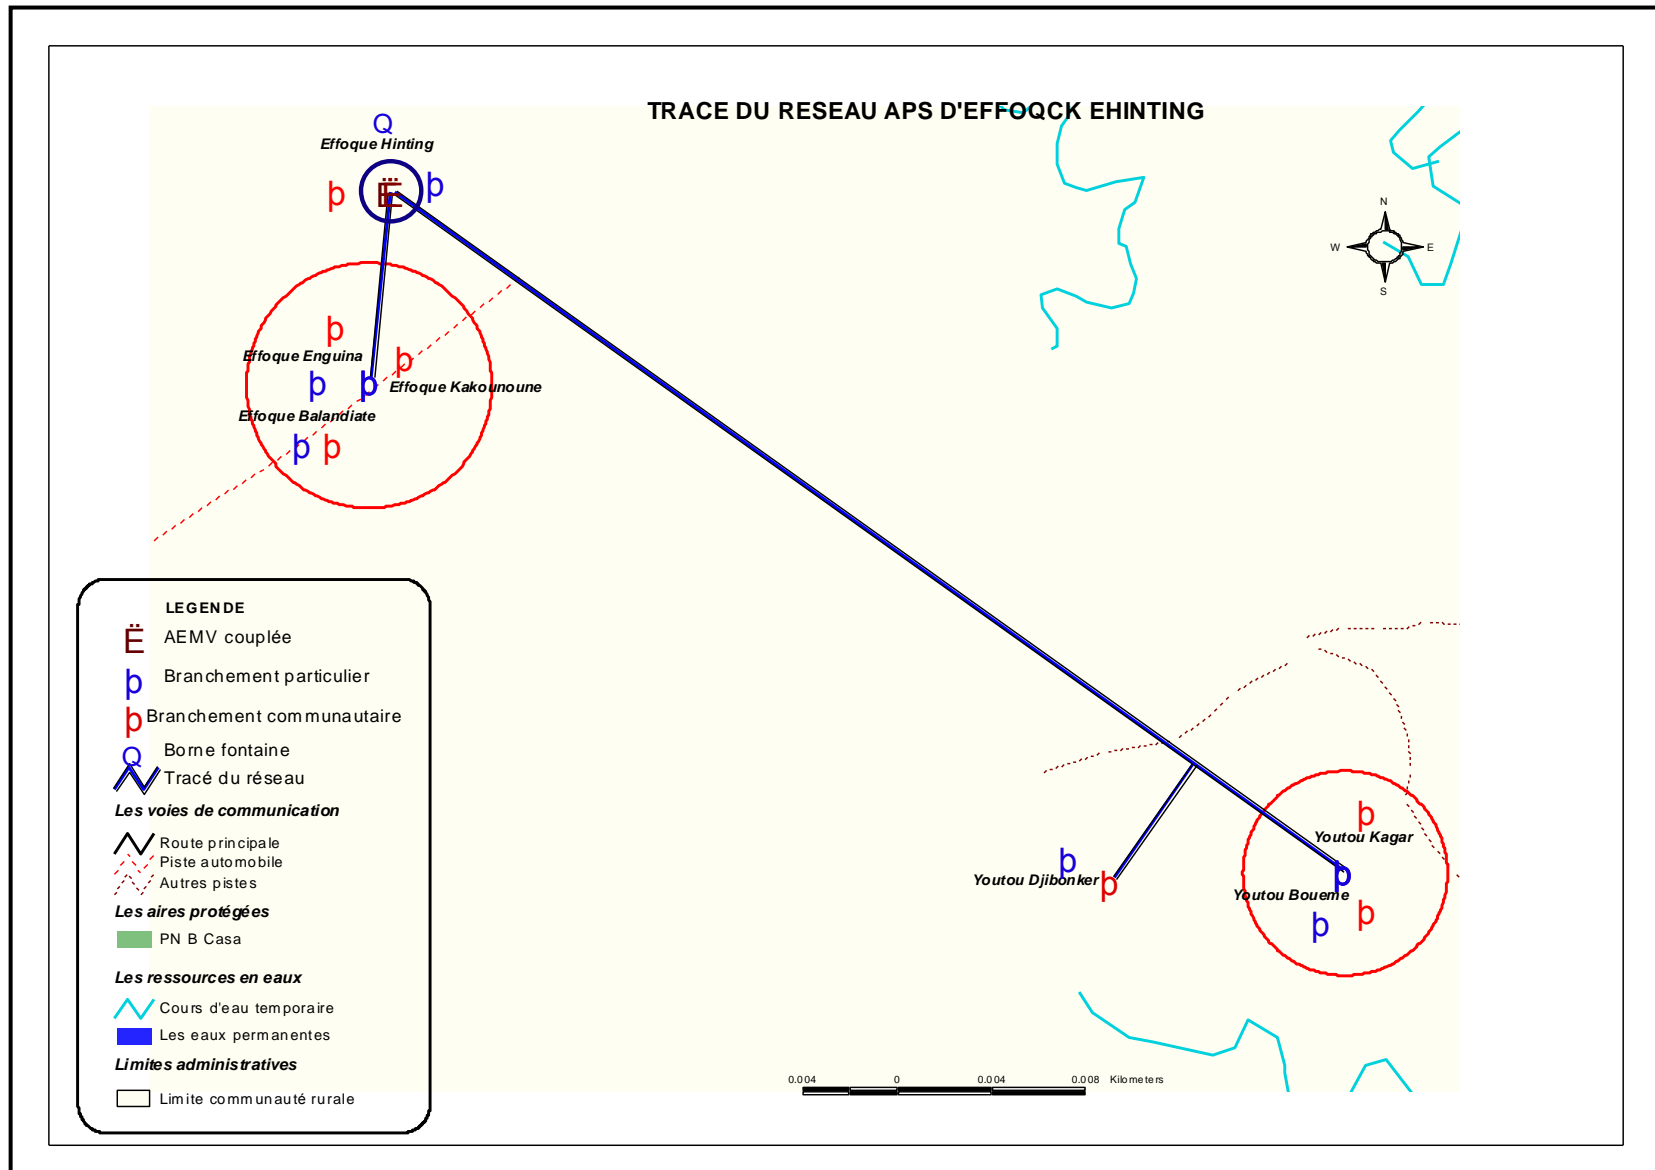 TRACE DU RESEAU APS D'EFFOQCK EHINTING
Q
Effoque Hinting
þ Ë þ
N
W E
S
þ
Effoque Enguina þ
þ þ Effoque Kakounoune
Effoque Balandiate
þ þ
LEGENDE
Ë AEMV couplée
þ Branchement particulier
þ Branchement communautaire
Q Borne fontaine
Tracé du réseau
Les voies de communication
Route principale
Piste automobile
Autres pistes
Les aires protégées
PN B Casa
Les ressources en eaux
Cours d'eau temporaire
Les eaux permanentes
Limites administratives
Limite communauté rurale
þ
Youtou Kagar
þ
Youtou Djibonker þ
þ
Youtou Boueme
þ þ
0.004 0 0.004 0.008 Kilometers